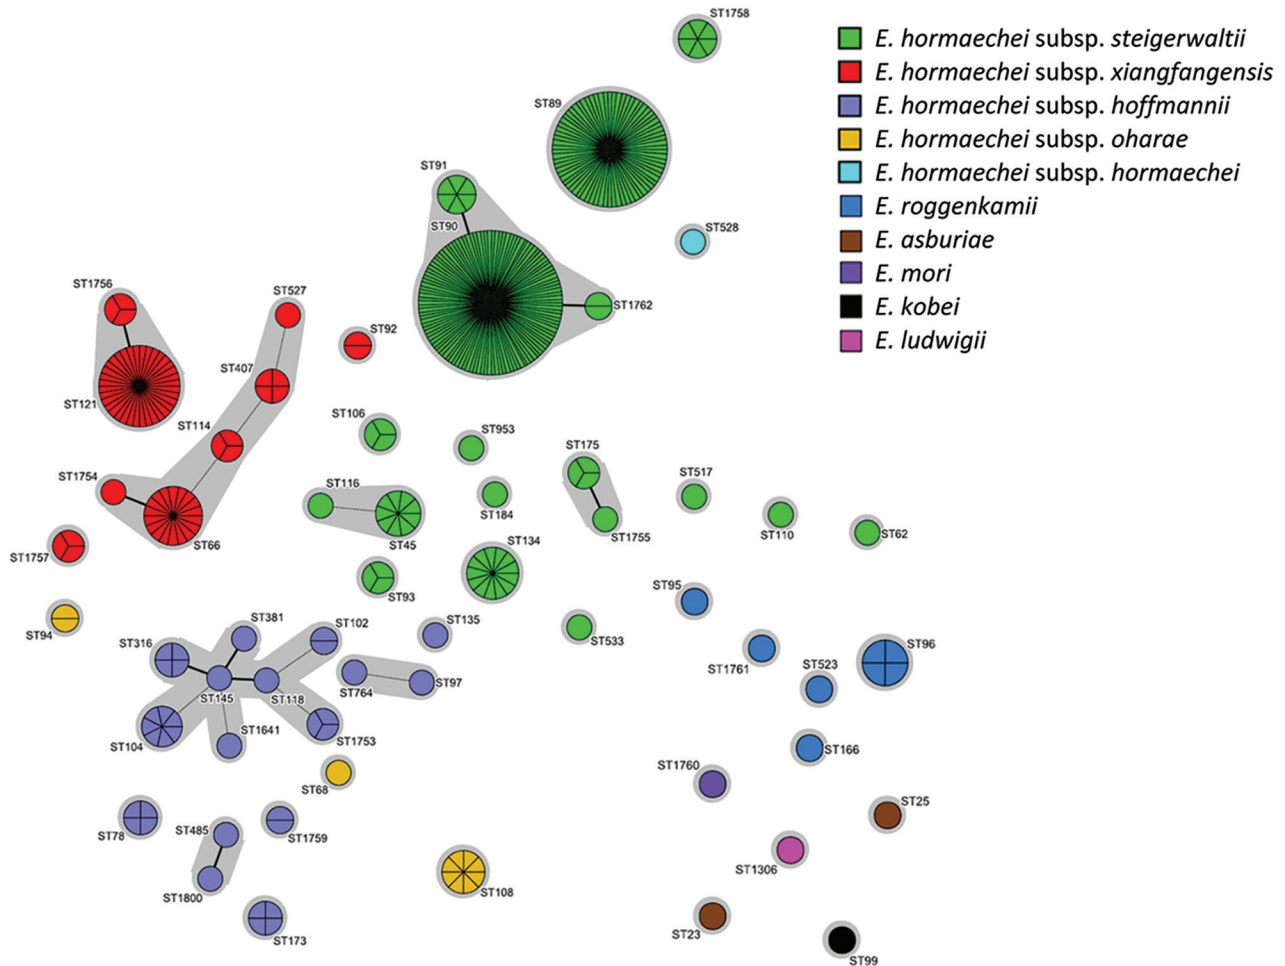 ST1758
E. hormaechei subsp. steigerwaltii
E. hormaechei subsp. xiangfangensis
E. hormaechei subsp. hoffmannii
E. hormaechei subsp. oharae
E. hormaechei subsp. hormaechei
E. roggenkamii
E. asburiae
E. mori
E. kobei
E. ludwigii
ST89
ST91
ST90
ST528
ST1762
ST1756
ST527
ST92
ST407
ST121
ST114
ST106
ST953
ST175
ST1754
ST116
ST184
ST517
ST110
ST62
ST66
ST45
ST1755
ST1757
ST134
ST93
ST95
ST94
ST381
ST102
ST135
ST533
ST316
ST1761
ST523
ST96
ST145
ST118
ST764
ST97
ST104
ST1641
ST1753
ST166
ST68
ST1760
ST25
ST78
ST485
ST1759
ST1306
ST1800
ST108
ST173
ST23
ST99